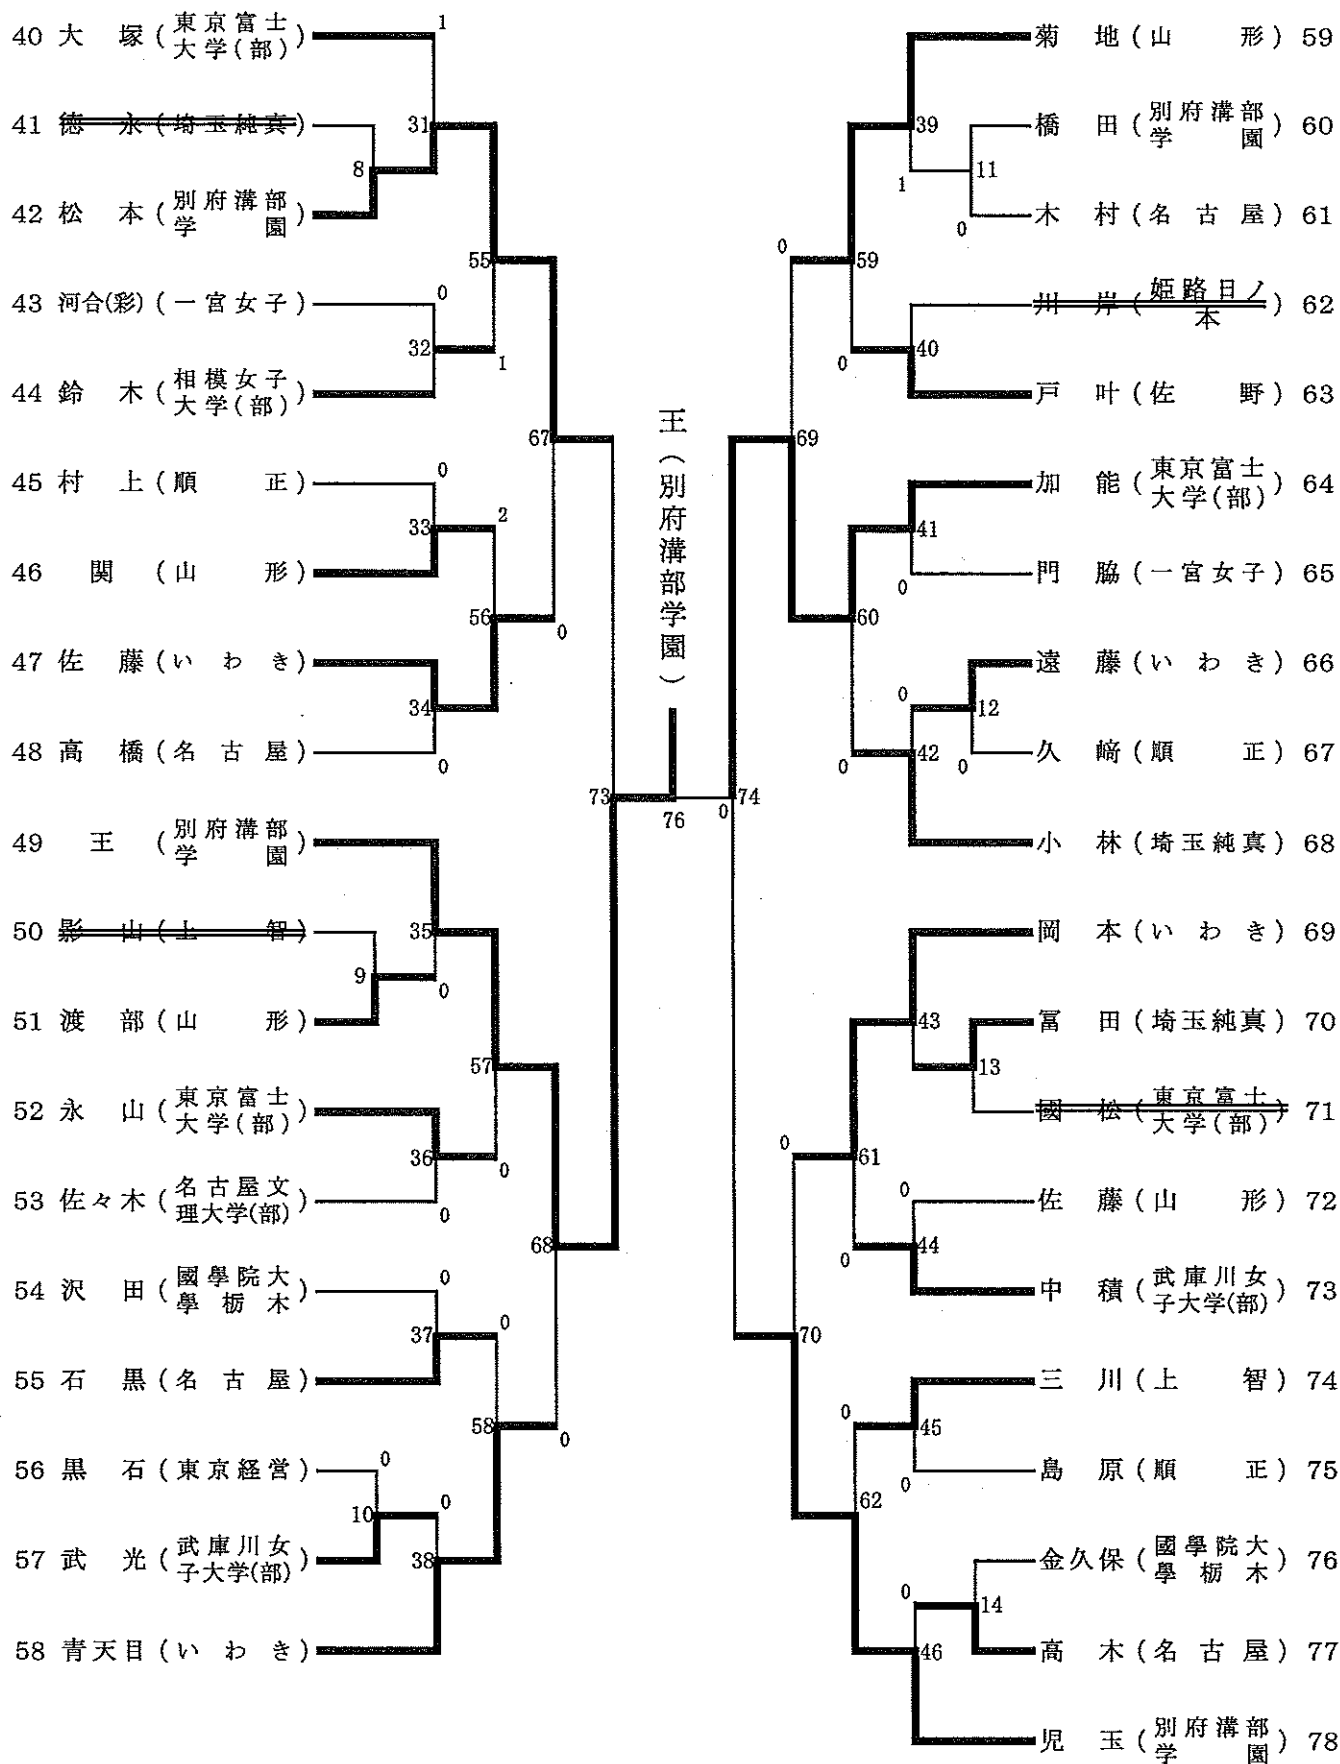 40 大 塚 (東京富士大学(部))
41 徳 永 (埼玉純真)
42 松 本 (別府溝部学園)
43 河合(彩) (一宮女子)
44 鈴 木 (相模女子大学(部))
45 村 上 (順 正)
46 関 (山 形)
47 佐 藤 (いわき)
48 高 橋 (名古屋)
49 王 (別府溝部学園)
50 影 山 (上 智)
51 渡 部 (山 形)
52 永 山 (東京富士大学(部))
53 佐々木 (名古屋文理大学(部))
54 沢 田 (國學院大學栃木)
55 石 黒 (名古屋)
56 黒 石 (東京経営)
57 武 光 (武庫川女子大学(部))
58 青天目 (いわき)
1
31
8
55
0
32
1
67
0
33
2
56
0
34
0
73
35
9
0
57
36
0
0
68
0
37
0
58
0
0
10
0
38
王(別府溝部学園)
76
0
74
39
1
11
0
0
59
0
40
69
41
0
60
0
12
0
42
0
43
13
0
61
0
44
0
70
0
45
0
62
0
14
46
菊 地 (山 形) 59
橋 田 (別府溝部学園) 60
木 村 (名古屋) 61
川 岸 (姫路日ノ本) 62
戸 叶 (佐 野) 63
加 能 (東京富士大学(部)) 64
門 脇 (一宮女子) 65
遠 藤 (いわき) 66
久 﨑 (順 正) 67
小 林 (埼玉純真) 68
岡 本 (いわき) 69
冨 田 (埼玉純真) 70
國 松 (東京富士大学(部)) 71
佐 藤 (山 形) 72
中 積 (武庫川女子大学(部)) 73
三 川 (上 智) 74
島 原 (順 正) 75
金久保 (國學院大學栃木) 76
高 木 (名古屋) 77
児 玉 (別府溝部学園) 78